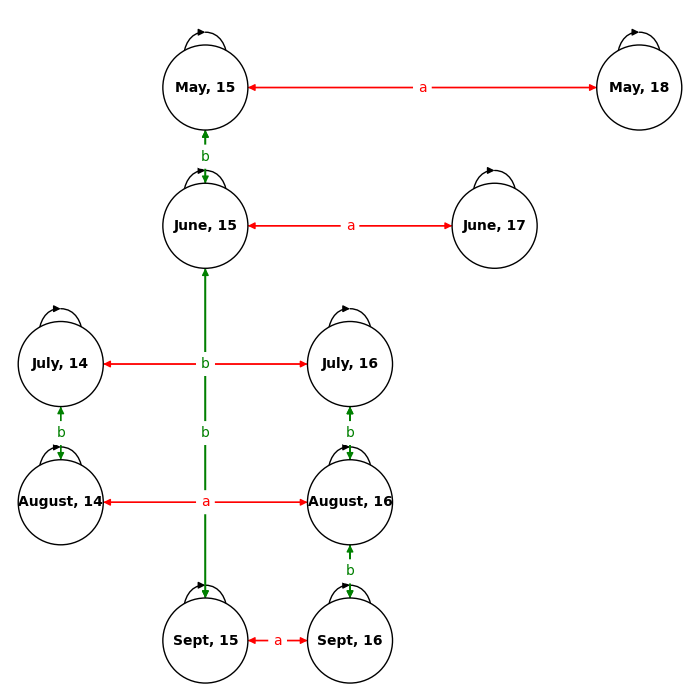 May, 15
a
May, 18
b
June, 15
a
June, 17
July, 14
b
July, 16
b
b
b
August, 14
a
August, 16
b
Sept, 15
a
Sept, 16